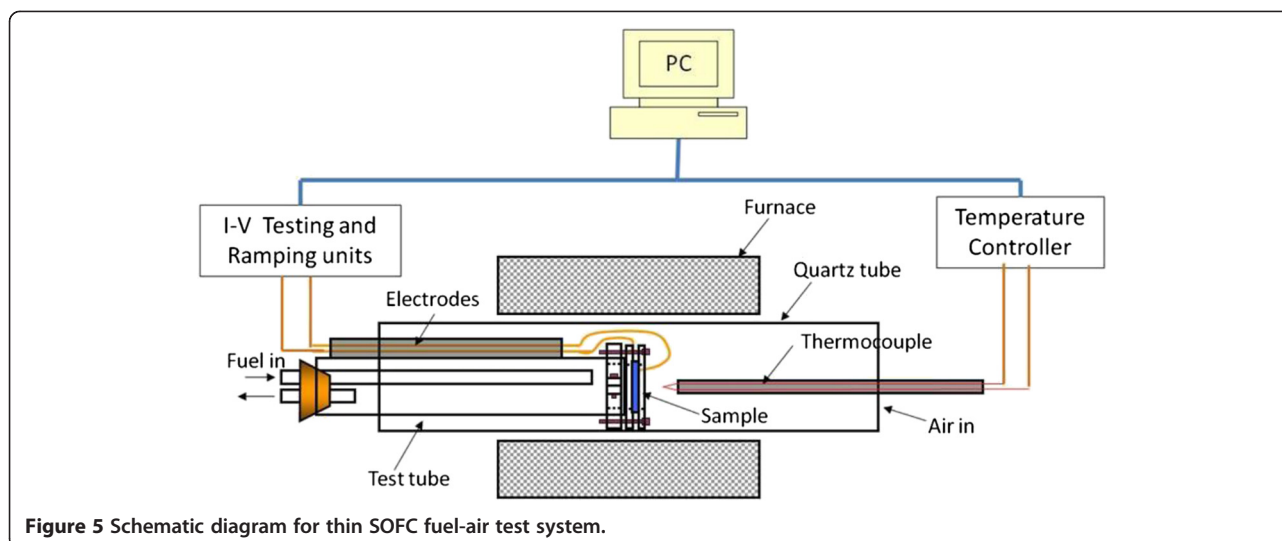 PC
I-V Testing and
Ramping units
Furnace
Temperature
Controller
Quartz tube
Electrodes
Thermocouple
Fuel in
Sample
Air in
Test tube
Figure 5 Schematic diagram for thin SOFC fuel-air test system.